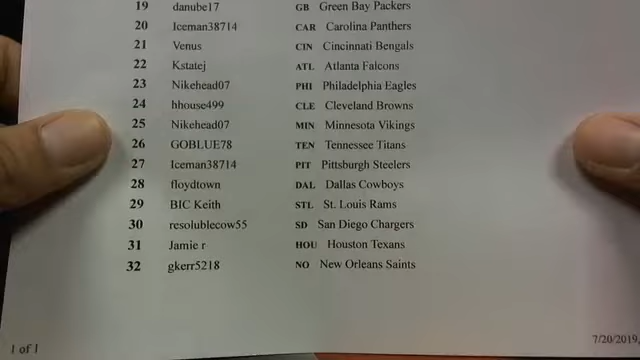 19 danube17 GB Green Bay Packers
20 Iceman38714 CAR Carolina Panthers
21 Venus CIN Cincinnati Bengals
22 Kstatej ATL Atlanta Falcons
23 Nikehead07 PHI Philadelphia Eagles
24 hhouse499 CLE Cleveland Browns
25 Nikehead07 MIN Minnesota Vikings
26 GOBLUE78 TEN Tennessee Titans
27 Iceman38714 PIT Pittsburgh Steelers
28 floydtown DAL Dallas Cowboys
29 BIC Keith STL St. Louis Rams
30 resolublecow55 SD San Diego Chargers
31 Jamie r HOU Houston Texans
32 gkerr5218 NO New Orleans Saints
1 of 1 7/20/2019,